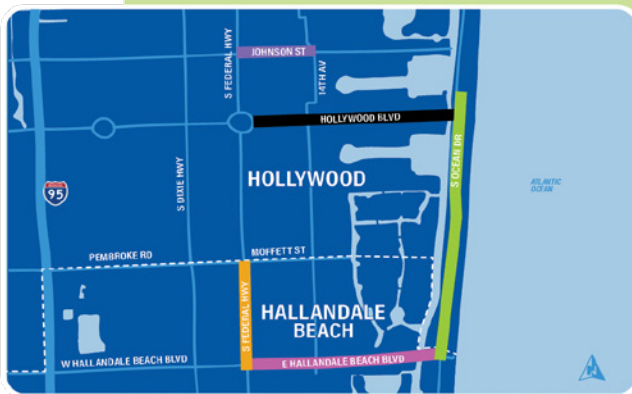 S FEDERAL HWY
JOHNSON ST
14TH AV
HOLLYWOOD BLVD
S OCEAN DR
95
S DIXIE HWY
HOLLYWOOD
ATLANTIC
OCEAN
PEMBROKE RD
MOFFETT ST
S FEDERAL HWY
HALLANDALE
BEACH
W HALLANDALE BEACH BLVD
E HALLANDALE BEACH BLVD